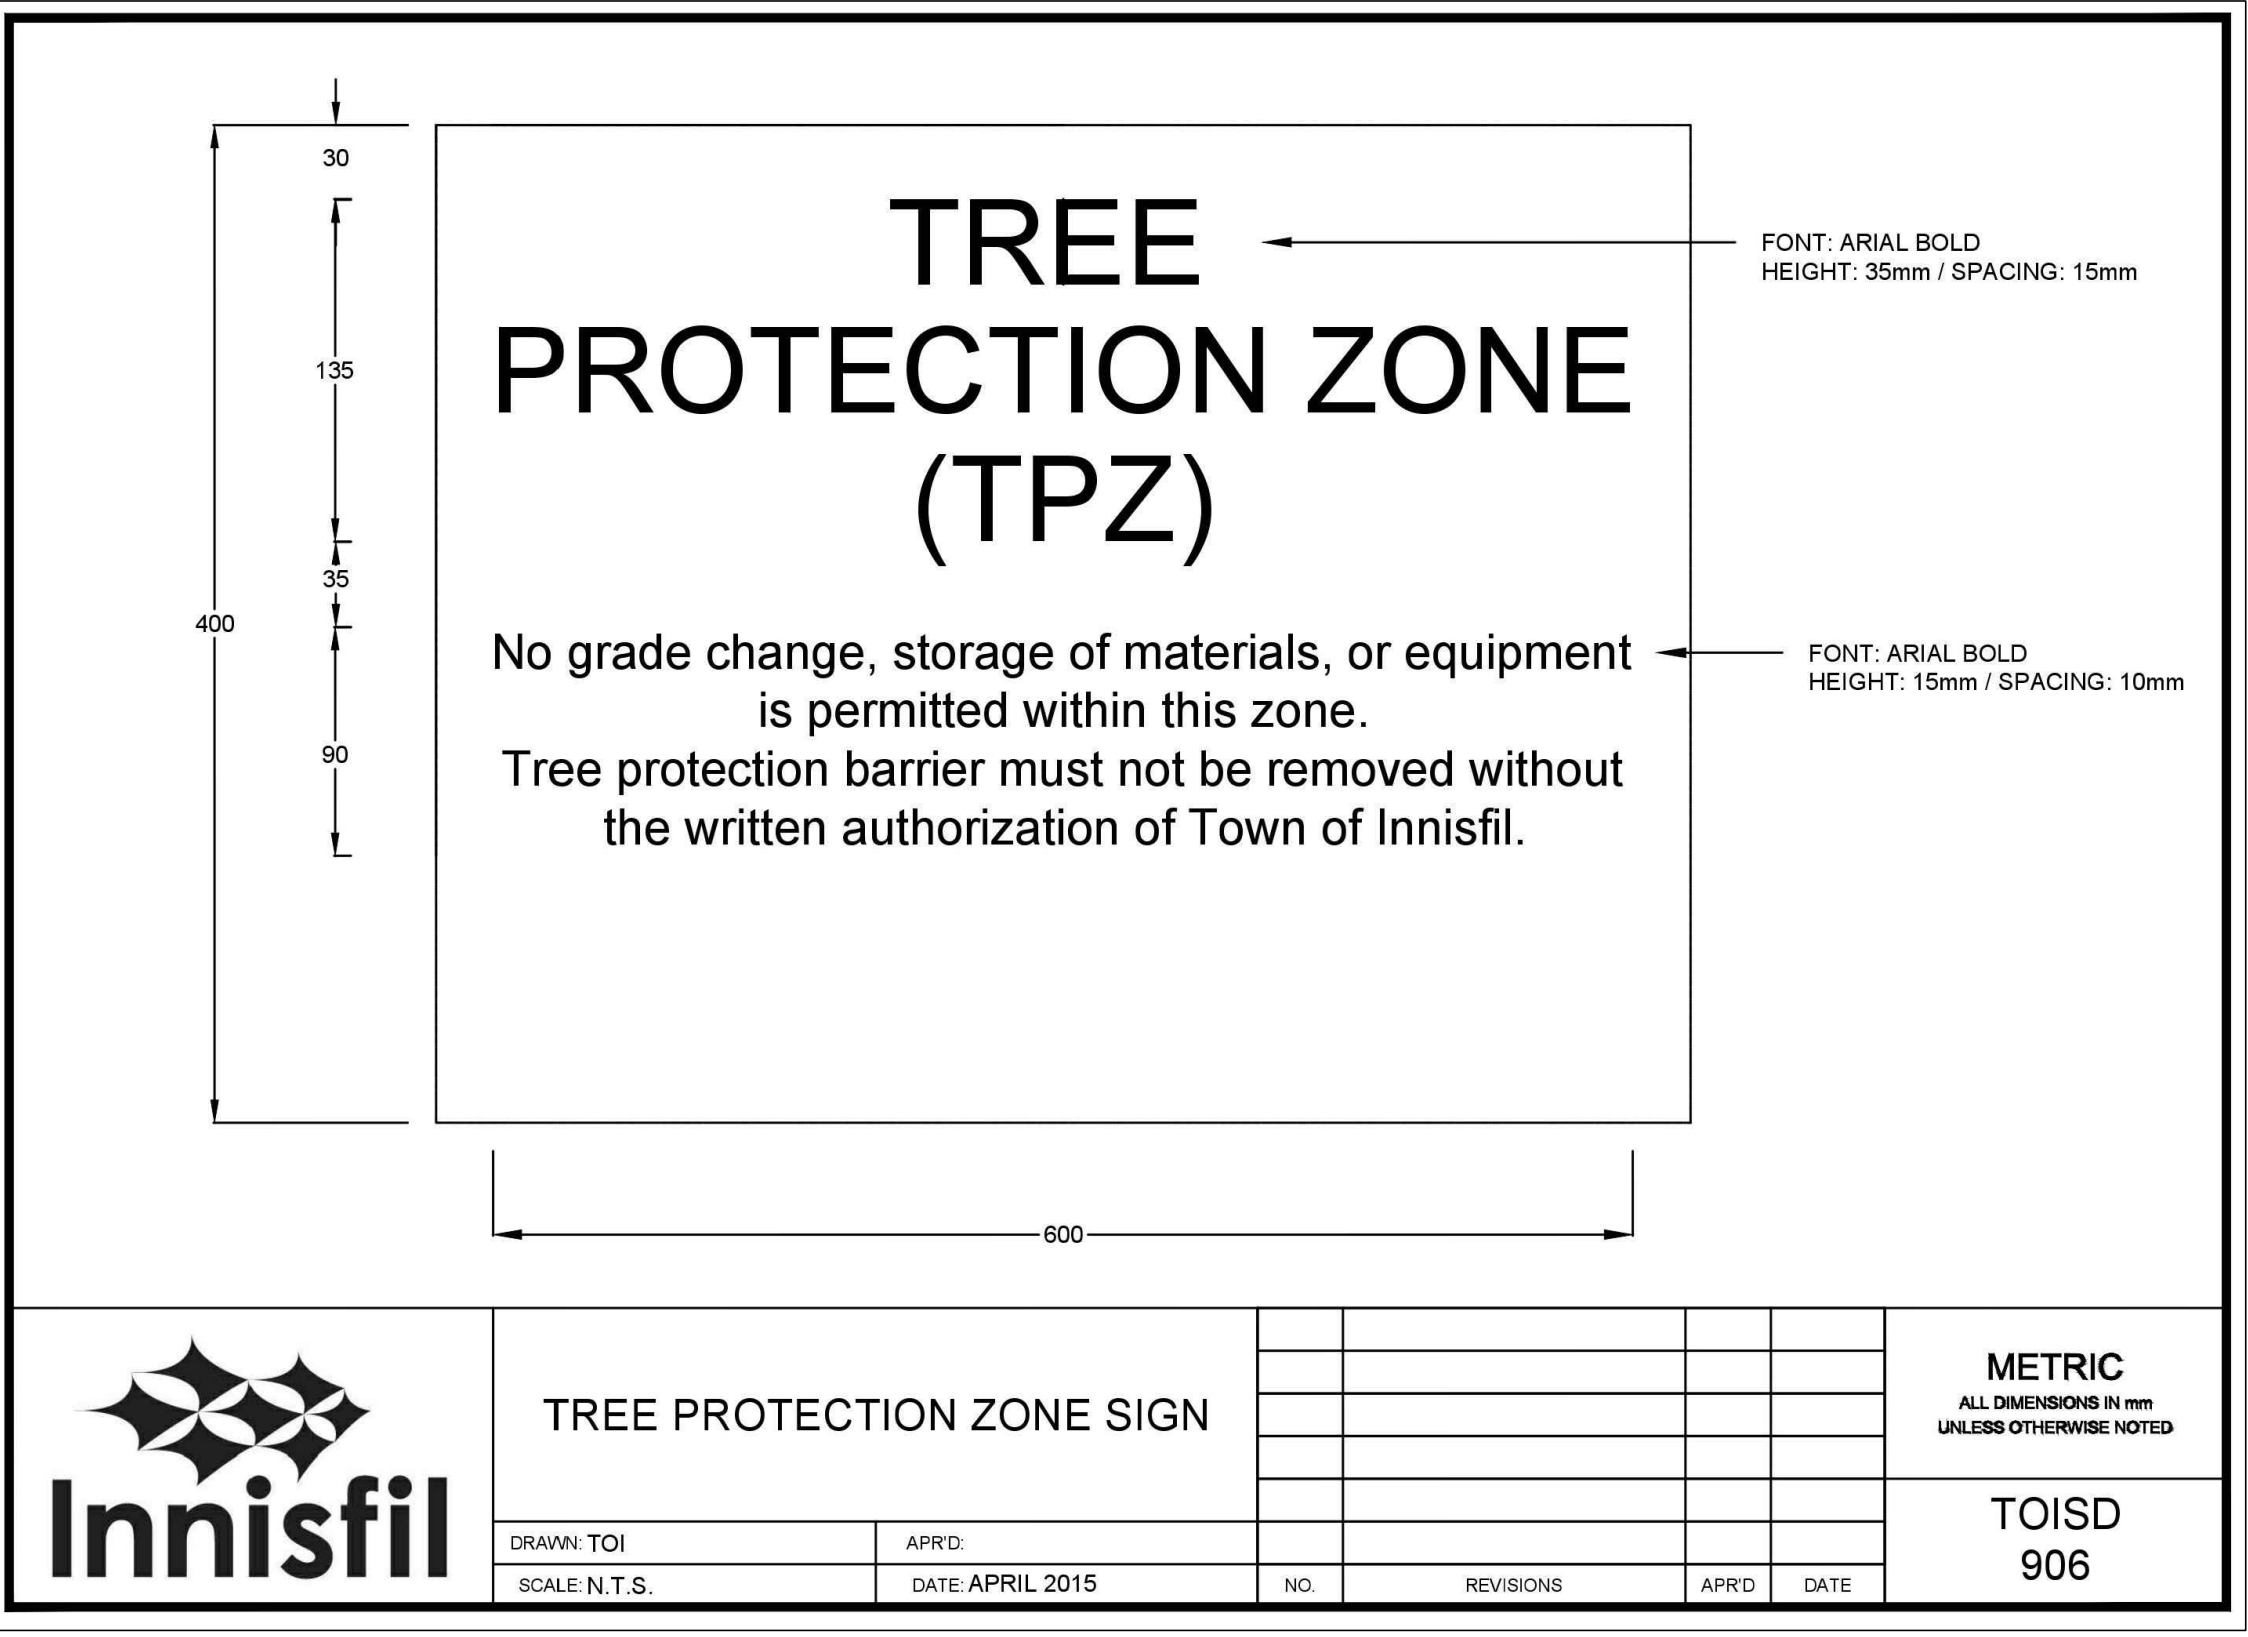 30
135
35
90
400
600
TREE
PROTECTION ZONE
(TPZ)
No grade change, storage of materials, or equipment
is permitted within this zone.
Tree protection barrier must not be removed without
the written authorization of Town of Innisfil.
FONT: ARIAL BOLD
HEIGHT: 35mm / SPACING: 15mm
FONT: ARIAL BOLD
HEIGHT: 15mm / SPACING: 10mm
Innisfil
TREE PROTECTION ZONE SIGN
DRAWN: TOI
APR'D:
SCALE: N.T.S.
DATE: APRIL 2015
NO.
REVISIONS
APR'D
DATE
METRIC
ALL DIMENSIONS IN mm
UNLESS OTHERWISE NOTED
TOISD
906